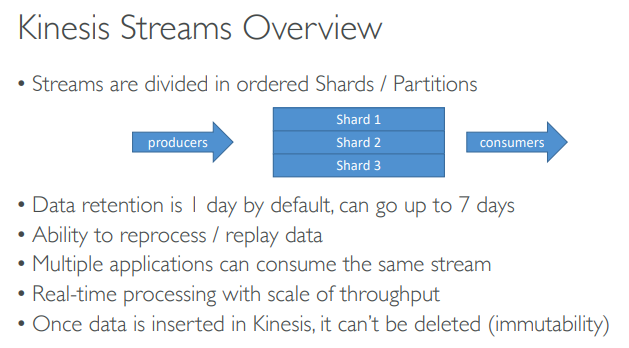 Kinesis Streams Overview
• Streams are divided in ordered Shards / Partitions
producers
Shard 1
Shard 2
Shard 3
consumers
• Data retention is 1 day by default, can go up to 7 days
• Ability to reprocess / replay data
• Multiple applications can consume the same stream
• Real-time processing with scale of throughput
• Once data is inserted in Kinesis, it can't be deleted (immutability)